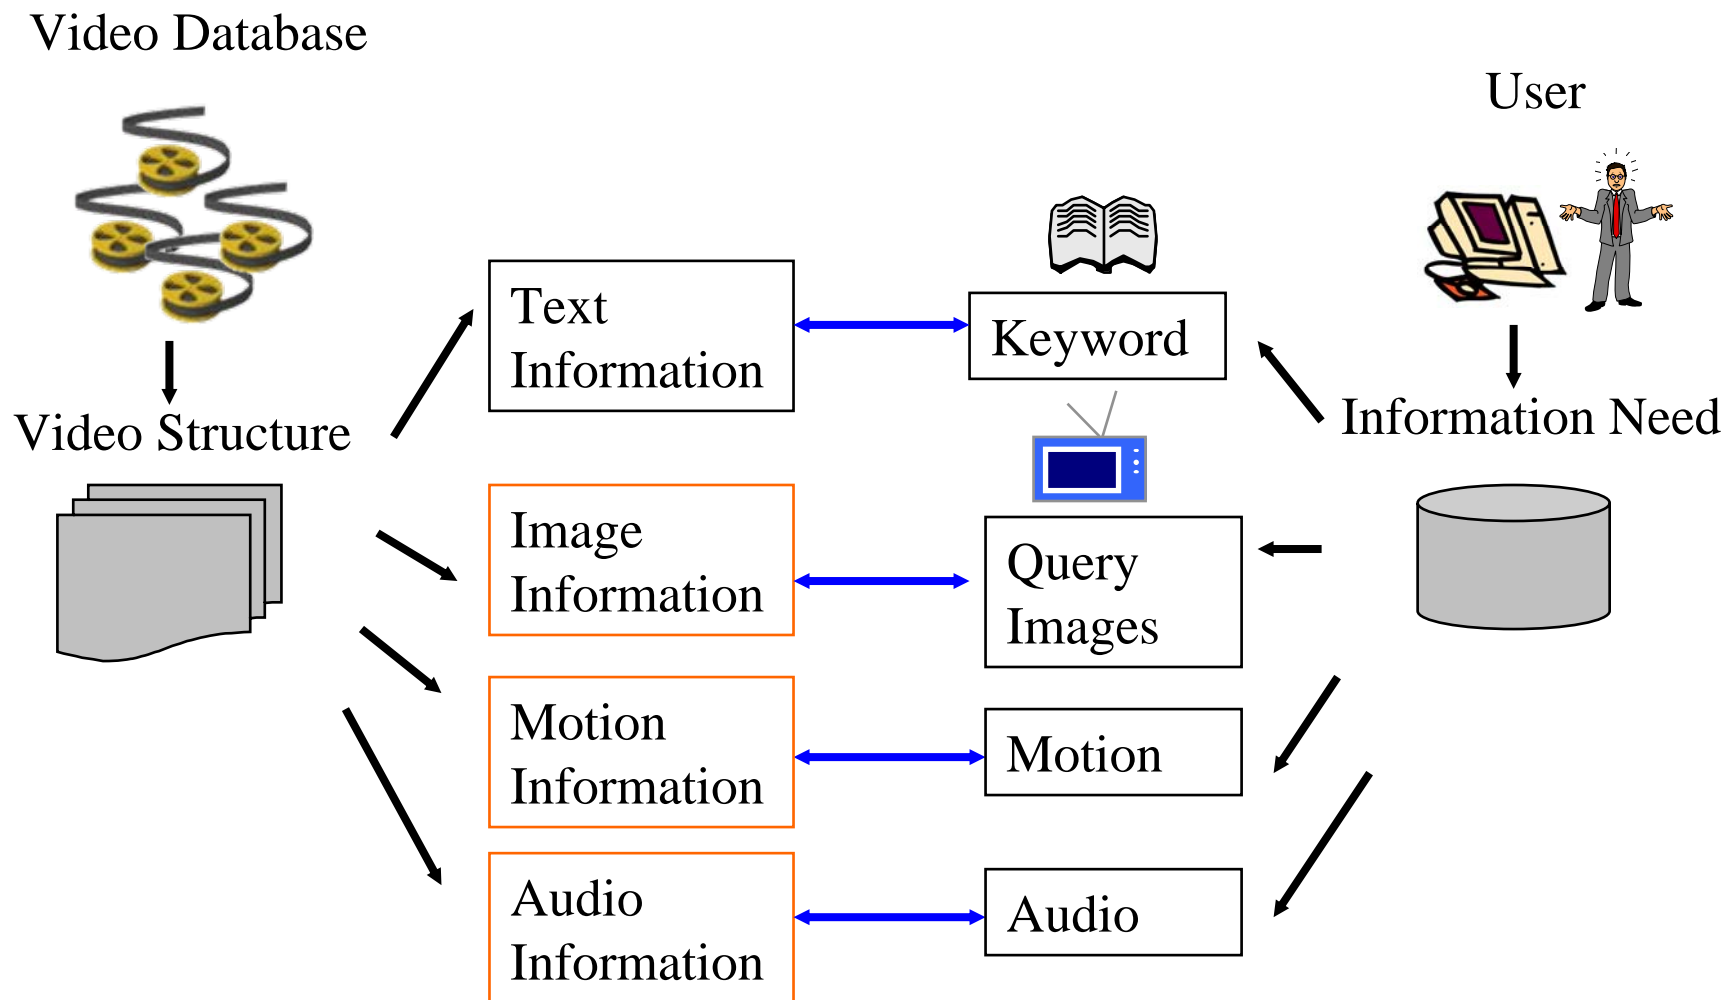 Video Database
User
Text
Information
Keyword
Video Structure
Information Need
Image
Information
Query
Images
Motion
Information
Motion
Audio
Information
Audio